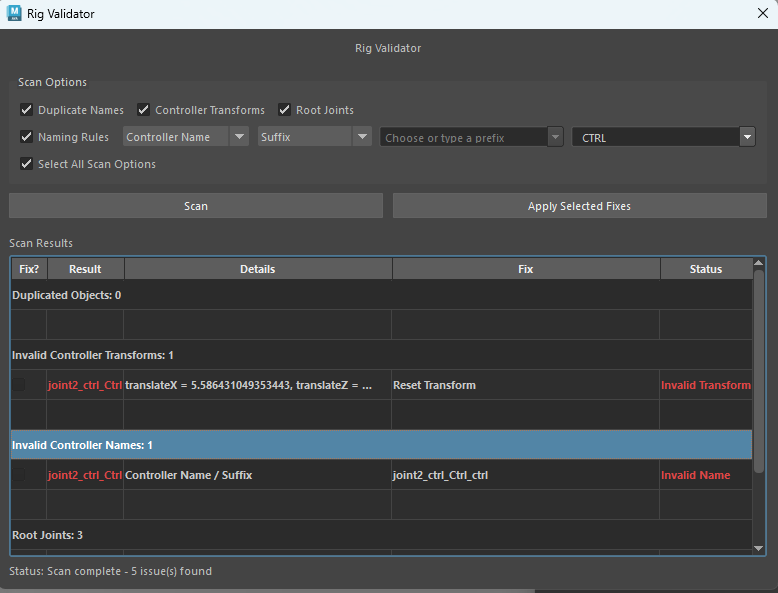 Rig Validator
Rig Validator
Scan Options
Duplicate Names Controller Transforms Root Joints
Naming Rules Controller Name Suffix Choose or type a prefix CTRL
Select All Scan Options
Scan Apply Selected Fixes
Scan Results
Fix? Result Details Fix Status
Duplicated Objects: 0
Invalid Controller Transforms: 1
joint2_ctrl_Ctrl translateX = 5.586431049353443, translateZ = ... Reset Transform Invalid Transform
Invalid Controller Names: 1
joint2_ctrl_Ctrl Controller Name / Suffix joint2_ctrl_Ctrl_ctrl Invalid Name
Root Joints: 3
Status: Scan complete - 5 issue(s) found